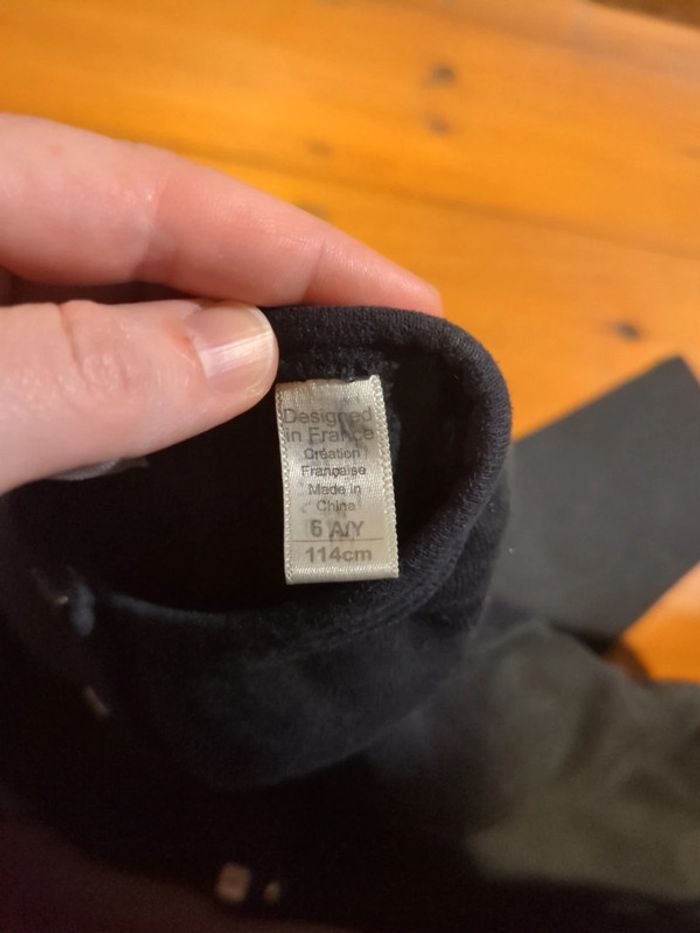 Designed
in France
Création
Française
Made in
China
6 A/Y
114cm